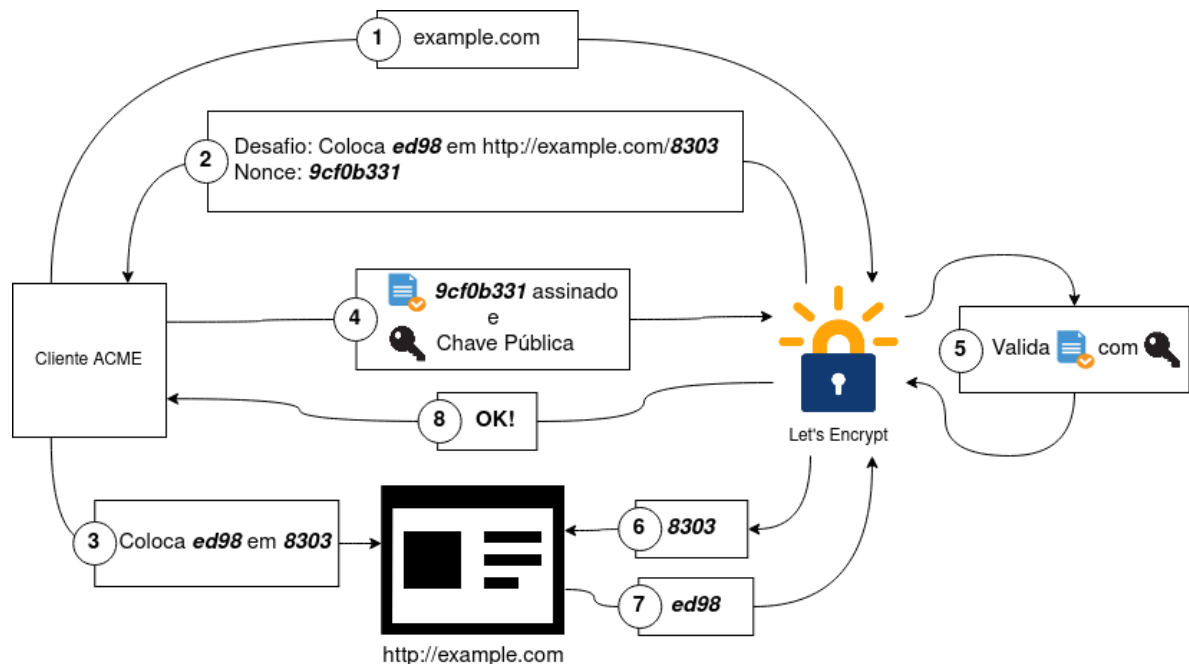 1 example.com
2 Desafio: Coloca ed98 em http://example.com/8303
Nonce: 9cf0b331
4 9cf0b331 assinado
e
Chave Pública
5 Valida com
Cliente ACME
8 OK!
Let's Encrypt
3 Coloca ed98 em 8303
6 8303
7 ed98
http://example.com